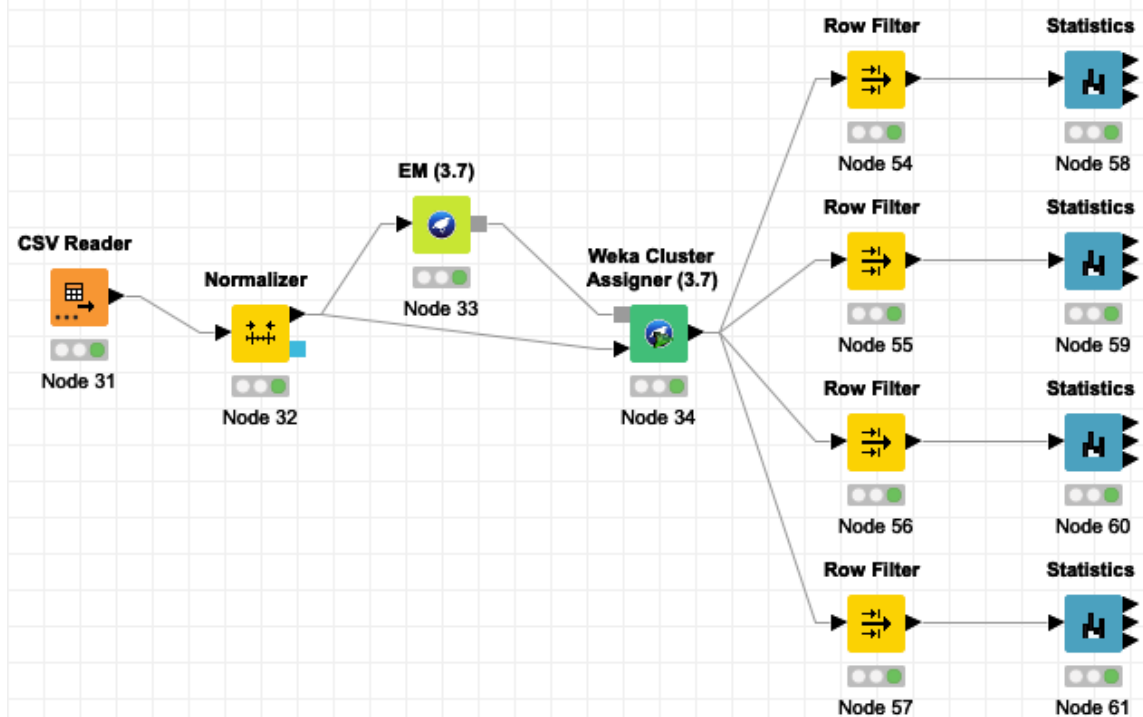 Row Filter
Statistics
Node 54
Node 58
EM (3.7)
Node 33
CSV Reader
Node 31
Normalizer
Node 32
Weka Cluster
Assigner (3.7)
Node 34
Row Filter
Statistics
Node 55
Node 59
Row Filter
Statistics
Node 56
Node 60
Row Filter
Statistics
Node 57
Node 61